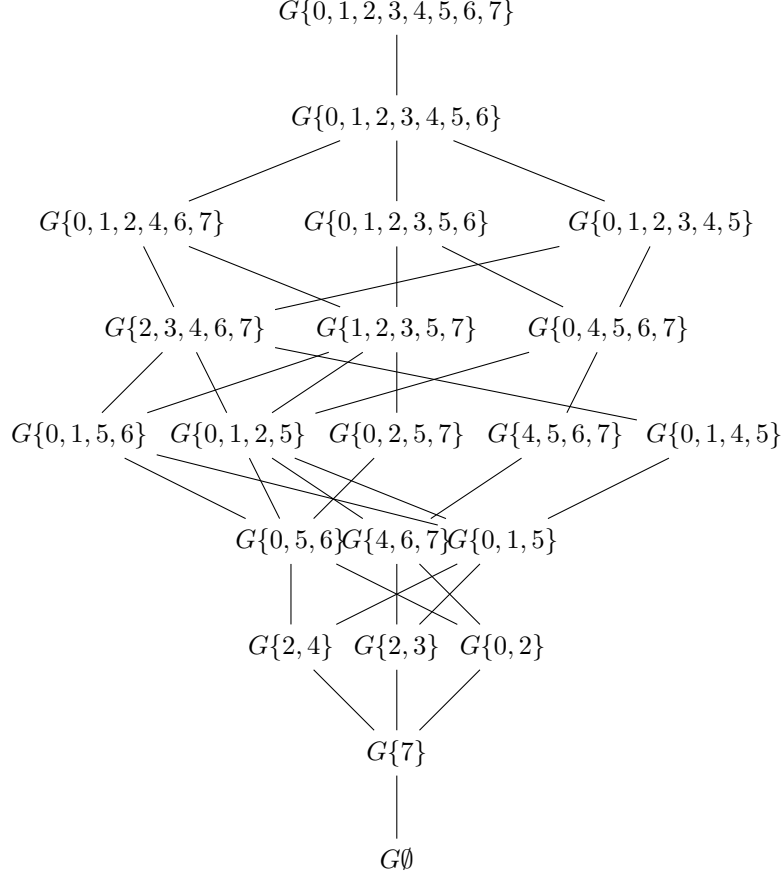 G{0, 1, 2, 3, 4, 5, 6, 7}
G{0, 1, 2, 3, 4, 5, 6}
G{0, 1, 2, 4, 6, 7} G{0, 1, 2, 3, 5, 6} G{0, 1, 2, 3, 4, 5}
G{2, 3, 4, 6, 7} G{1, 2, 3, 5, 7} G{0, 4, 5, 6, 7}
G{0, 1, 5, 6} G{0, 1, 2, 5} G{0, 2, 5, 7} G{4, 5, 6, 7} G{0, 1, 4, 5}
G{0, 5, 6} G{4, 6, 7} G{0, 1, 5}
G{2, 4} G{2, 3} G{0, 2}
G{7}
G∅